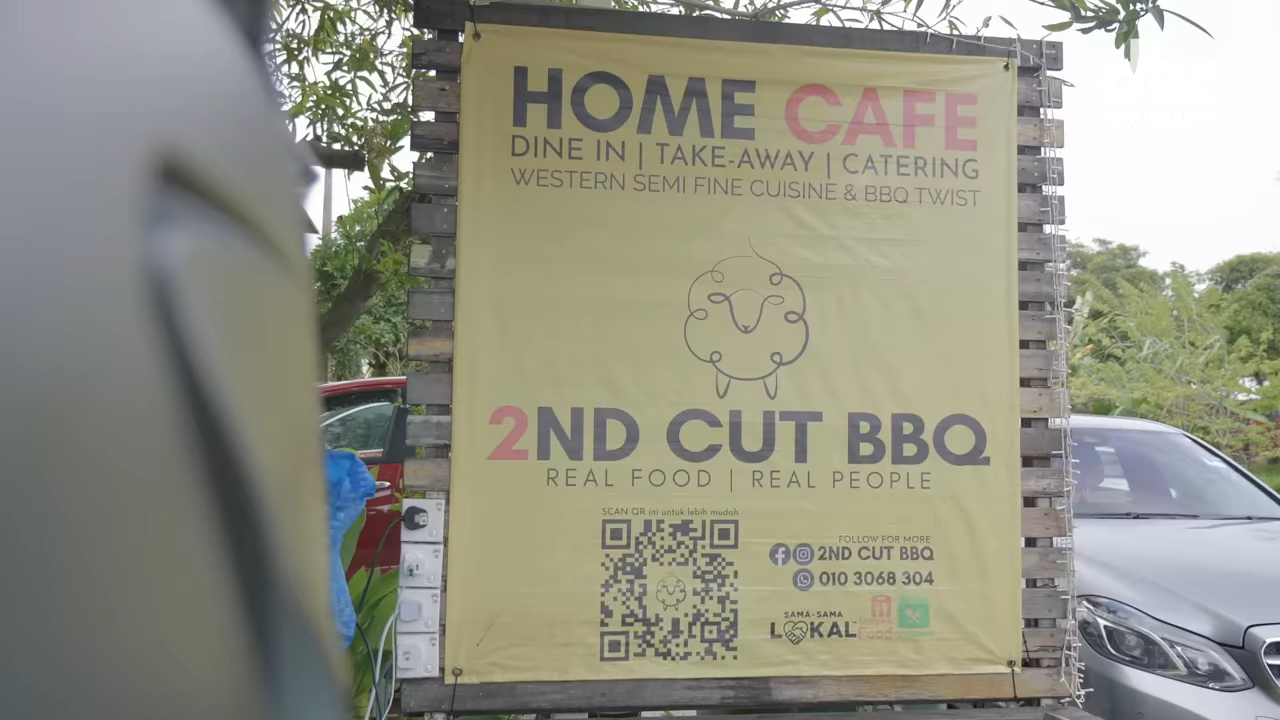 HOME CAFE
DINE IN | TAKE-AWAY | CATERING
WESTERN SEMI FINE CUISINE & BBQ TWIST
2ND CUT BBQ
REAL FOOD | REAL PEOPLE
SCAN QR ini untuk lebih mudah
FOLLOW FOR MORE
2ND CUT BBQ
010 3068 304
SAMA-SAMA
LOKAL
Food